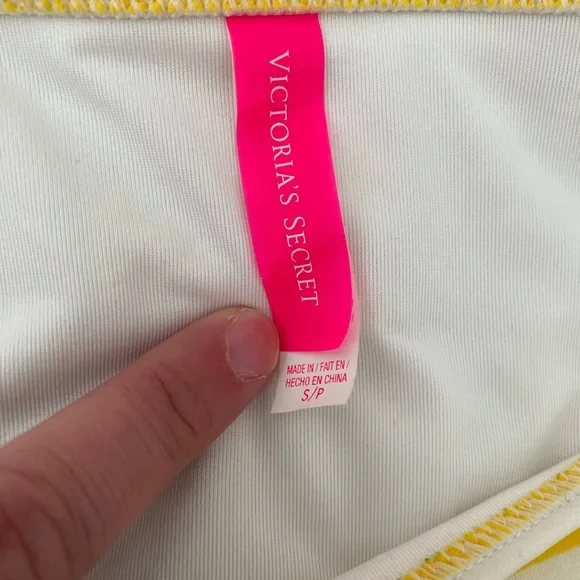 VICTORIA'S SECRET
MADE IN / FAIT EN /
HECHO EN CHINA
S/P